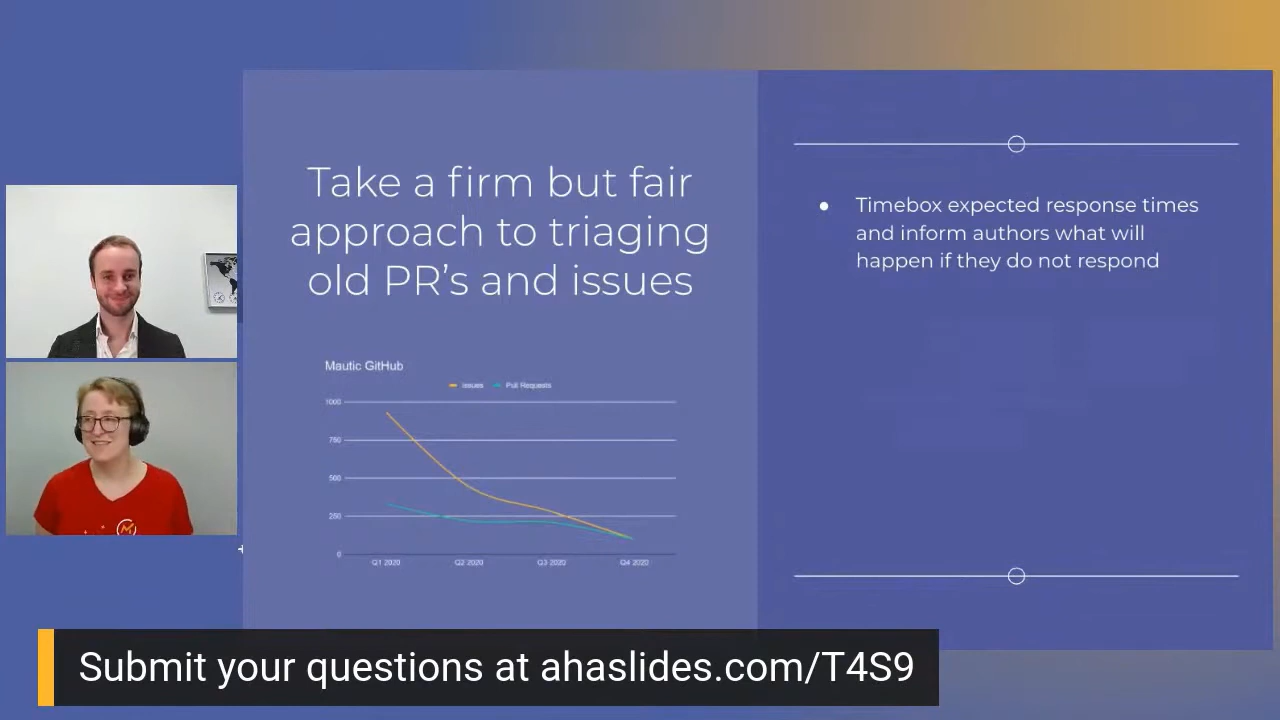 Take a firm but fair
approach to triaging
old PR's and issues
Mautic GitHub
Issues Pull Requests
1000
750
500
250
0
Q1 2020 Q2 2020 Q3 2020 Q4 2020
● Timebox expected response times
and inform authors what will
happen if they do not respond
Submit your questions at ahaslides.com/T4S9